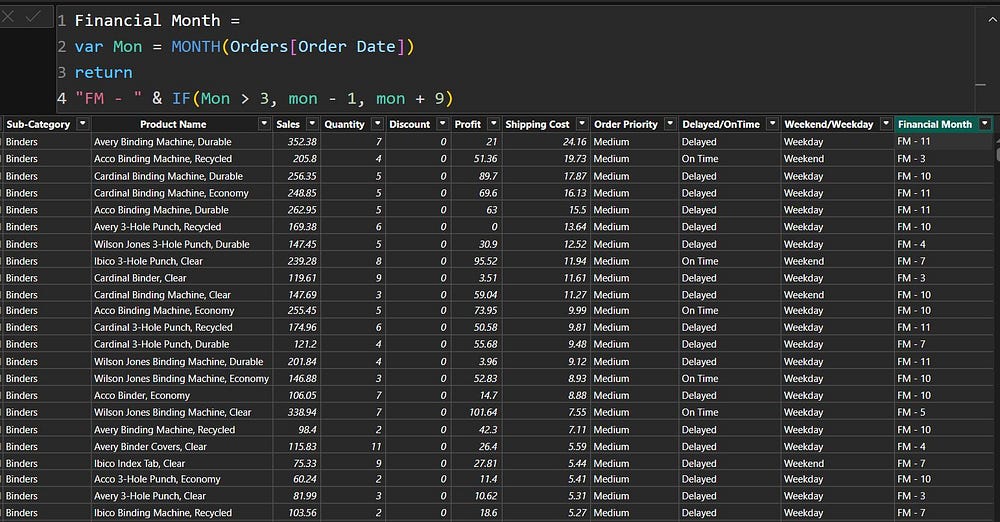 1 Financial Month =
2 var Mon = MONTH(Orders[Order Date])
3 return
4 "FM - " & IF(Mon > 3, mon - 1, mon + 9)
Sub-Category Product Name Sales Quantity Discount Profit Shipping Cost Order Priority Delayed/OnTime Weekend/Weekday Financial Month
Binders Avery Binding Machine, Durable 352.38 7 0 21 24.16 Medium Delayed Weekday FM - 11
Binders Acco Binding Machine, Recycled 205.8 4 0 51.36 19.73 Medium On Time Weekend FM - 3
Binders Cardinal Binding Machine, Durable 256.35 5 0 89.7 17.87 Medium Delayed Weekday FM - 10
Binders Cardinal Binding Machine, Economy 248.85 5 0 69.6 16.13 Medium Delayed Weekday FM - 11
Binders Acco Binding Machine, Durable 262.95 5 0 63 15.5 Medium Delayed Weekday FM - 11
Binders Avery 3-Hole Punch, Recycled 169.38 6 0 0 13.64 Medium Delayed Weekday FM - 10
Binders Wilson Jones 3-Hole Punch, Durable 147.45 5 0 30.9 12.52 Medium Delayed Weekday FM - 4
Binders Ibico 3-Hole Punch, Clear 239.28 8 0 95.52 11.94 Medium On Time Weekend FM - 7
Binders Cardinal Binder, Clear 119.61 9 0 3.51 11.61 Medium Delayed Weekday FM - 3
Binders Cardinal Binding Machine, Clear 147.69 3 0 59.04 11.27 Medium Delayed Weekend FM - 10
Binders Acco Binding Machine, Economy 255.45 5 0 73.95 9.99 Medium On Time Weekday FM - 10
Binders Cardinal 3-Hole Punch, Recycled 174.96 6 0 50.58 9.81 Medium Delayed Weekday FM - 11
Binders Cardinal 3-Hole Punch, Durable 121.2 4 0 55.68 9.48 Medium Delayed Weekday FM - 7
Binders Wilson Jones Binding Machine, Durable 201.84 4 0 3.96 9.12 Medium Delayed Weekday FM - 11
Binders Wilson Jones Binding Machine, Economy 146.88 3 0 52.83 8.93 Medium On Time Weekday FM - 10
Binders Acco Binder, Economy 106.05 7 0 14.7 8.88 Medium Delayed Weekday FM - 10
Binders Wilson Jones Binding Machine, Clear 338.94 7 0 101.64 7.55 Medium On Time Weekday FM - 5
Binders Avery Binding Machine, Recycled 98.4 2 0 42.3 7.11 Medium Delayed Weekday FM - 10
Binders Avery Binder Covers, Clear 115.83 11 0 26.4 5.59 Medium Delayed Weekday FM - 4
Binders Ibico Index Tab, Clear 75.33 9 0 27.81 5.44 Medium Delayed Weekend FM - 7
Binders Acco 3-Hole Punch, Economy 60.24 2 0 11.4 5.41 Medium Delayed Weekday FM - 10
Binders Avery 3-Hole Punch, Clear 81.99 3 0 10.62 5.31 Medium Delayed Weekday FM - 3
Binders Ibico Binding Machine, Recycled 103.56 2 0 18.6 5.27 Medium Delayed Weekday FM - 7